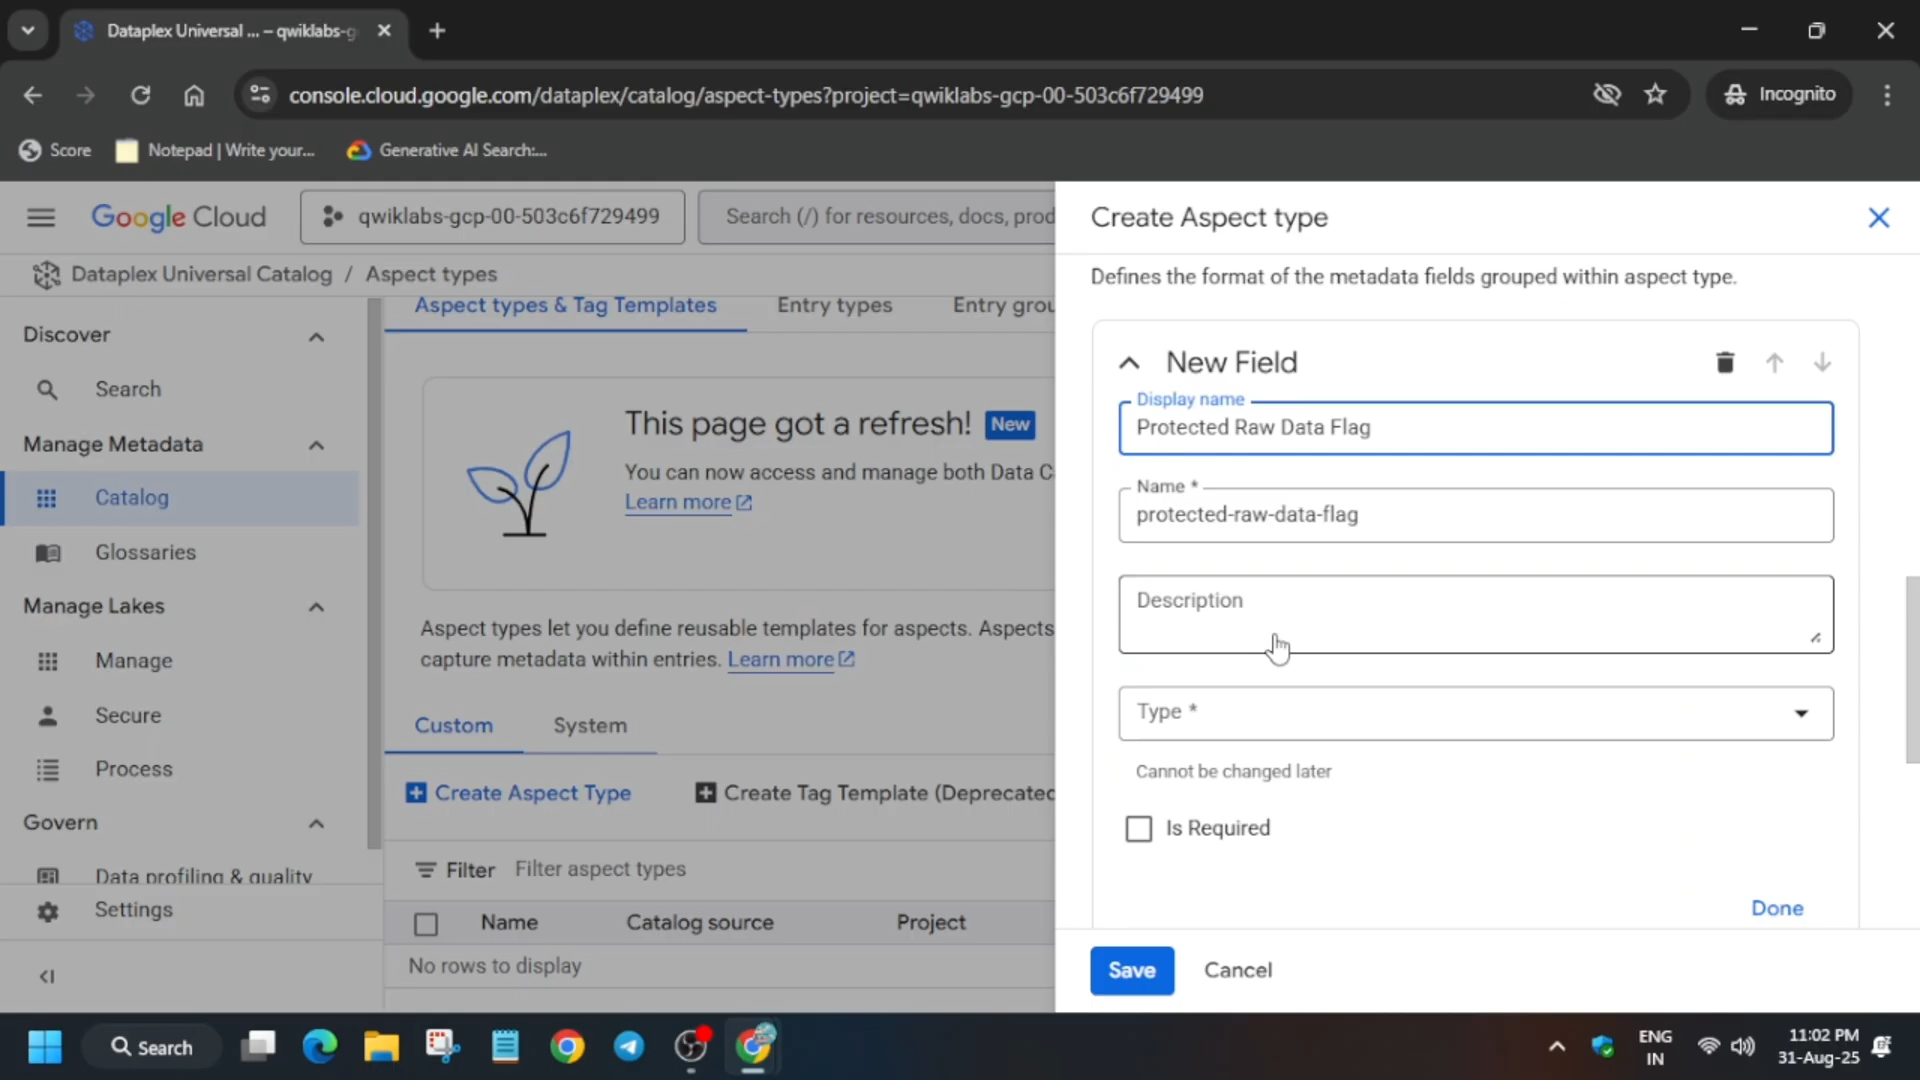 Dataplex Universal ... – qwiklabs-g
console.cloud.google.com/dataplex/catalog/aspect-types?project=qwiklabs-gcp-00-503c6f729499
Incognito
Score
Notepad | Write your...
Generative AI Search:...
Google Cloud
qwiklabs-gcp-00-503c6f729499
Search (/) for resources, docs, prod
Dataplex Universal Catalog / Aspect types
Discover
Search
Manage Metadata
Catalog
Glossaries
Manage Lakes
Manage
Secure
Process
Govern
Data profiling & quality
Settings
Aspect types & Tag Templates
Entry types
Entry grou
This page got a refresh! New
You can now access and manage both Data C
Learn more
Aspect types let you define reusable templates for aspects. Aspects
capture metadata within entries. Learn more
Custom
System
Create Aspect Type
Create Tag Template (Deprecated
Filter
Filter aspect types
Name
Catalog source
Project
No rows to display
Create Aspect type
Defines the format of the metadata fields grouped within aspect type.
New Field
Display name
Protected Raw Data Flag
Name *
protected-raw-data-flag
Description
Type *
Cannot be changed later
Is Required
Done
Save
Cancel
Search
ENG
IN
11:02 PM
31-Aug-25